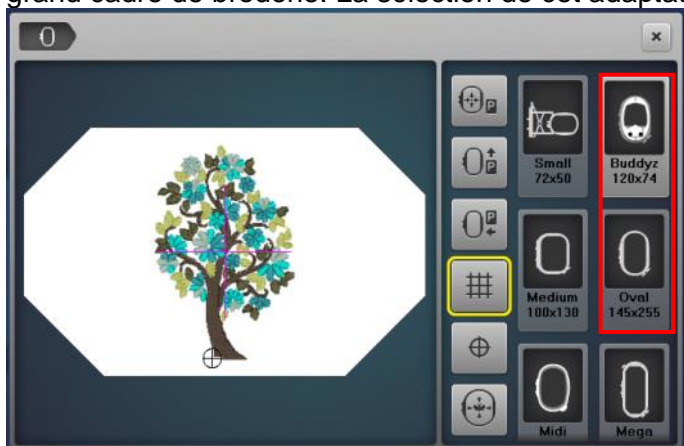 grand cadre de broderie. La sélection de cet adaptat
Small
72x50
Buddyz
120x74
Medium
100x130
Oval
145x255
Midi
Mega
P
P
P